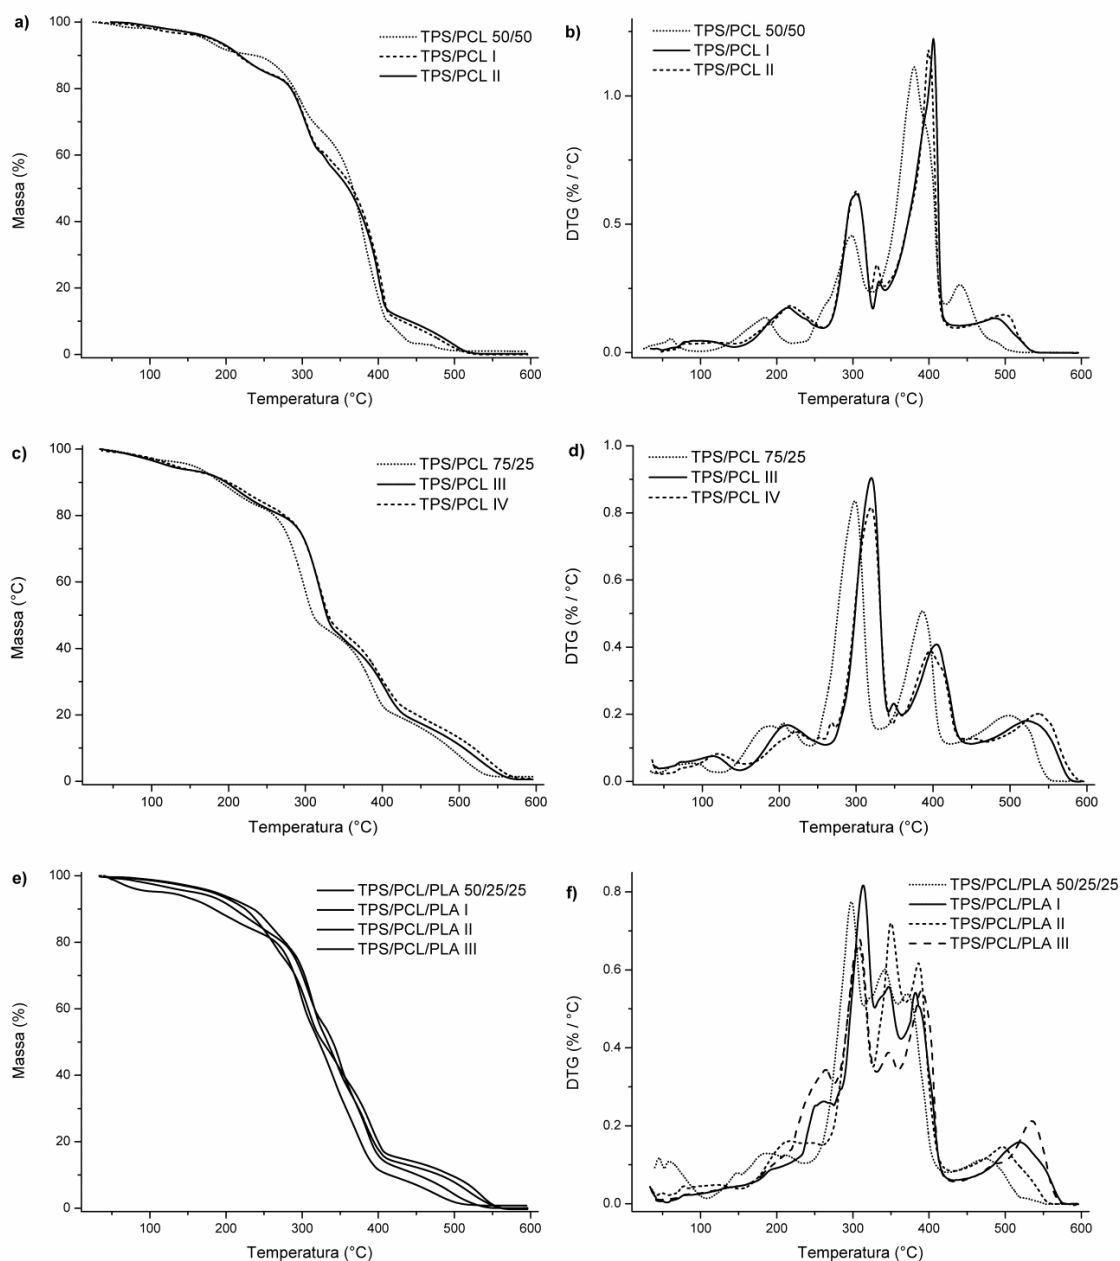 a)
TPS/PCL 50/50
TPS/PCL I
TPS/PCL II
Massa (%)
100
80
60
40
20
0
100 200 300 400 500 600
Temperatura (°C)
b)
TPS/PCL 50/50
TPS/PCL I
TPS/PCL II
DTG (% / °C)
1.0
0.5
0.0
100 200 300 400 500 600
Temperatura (°C)
c)
TPS/PCL 75/25
TPS/PCL III
TPS/PCL IV
Massa (°C)
100
80
60
40
20
0
100 200 300 400 500 600
Temperatura (°C)
d)
TPS/PCL 75/25
TPS/PCL III
TPS/PCL IV
DTG (% / °C)
1.0
0.8
0.6
0.4
0.2
0.0
100 200 300 400 500 600
Temperatura (°C)
e)
TPS/PCL/PLA 50/25/25
TPS/PCL/PLA I
TPS/PCL/PLA II
TPS/PCL/PLA III
Massa (%)
100
80
60
40
20
0
100 200 300 400 500 600
Temperatura (°C)
f)
TPS/PCL/PLA 50/25/25
TPS/PCL/PLA I
TPS/PCL/PLA II
TPS/PCL/PLA III
DTG (% / °C)
0.8
0.6
0.4
0.2
0.0
100 200 300 400 500 600
Temperatura (°C)